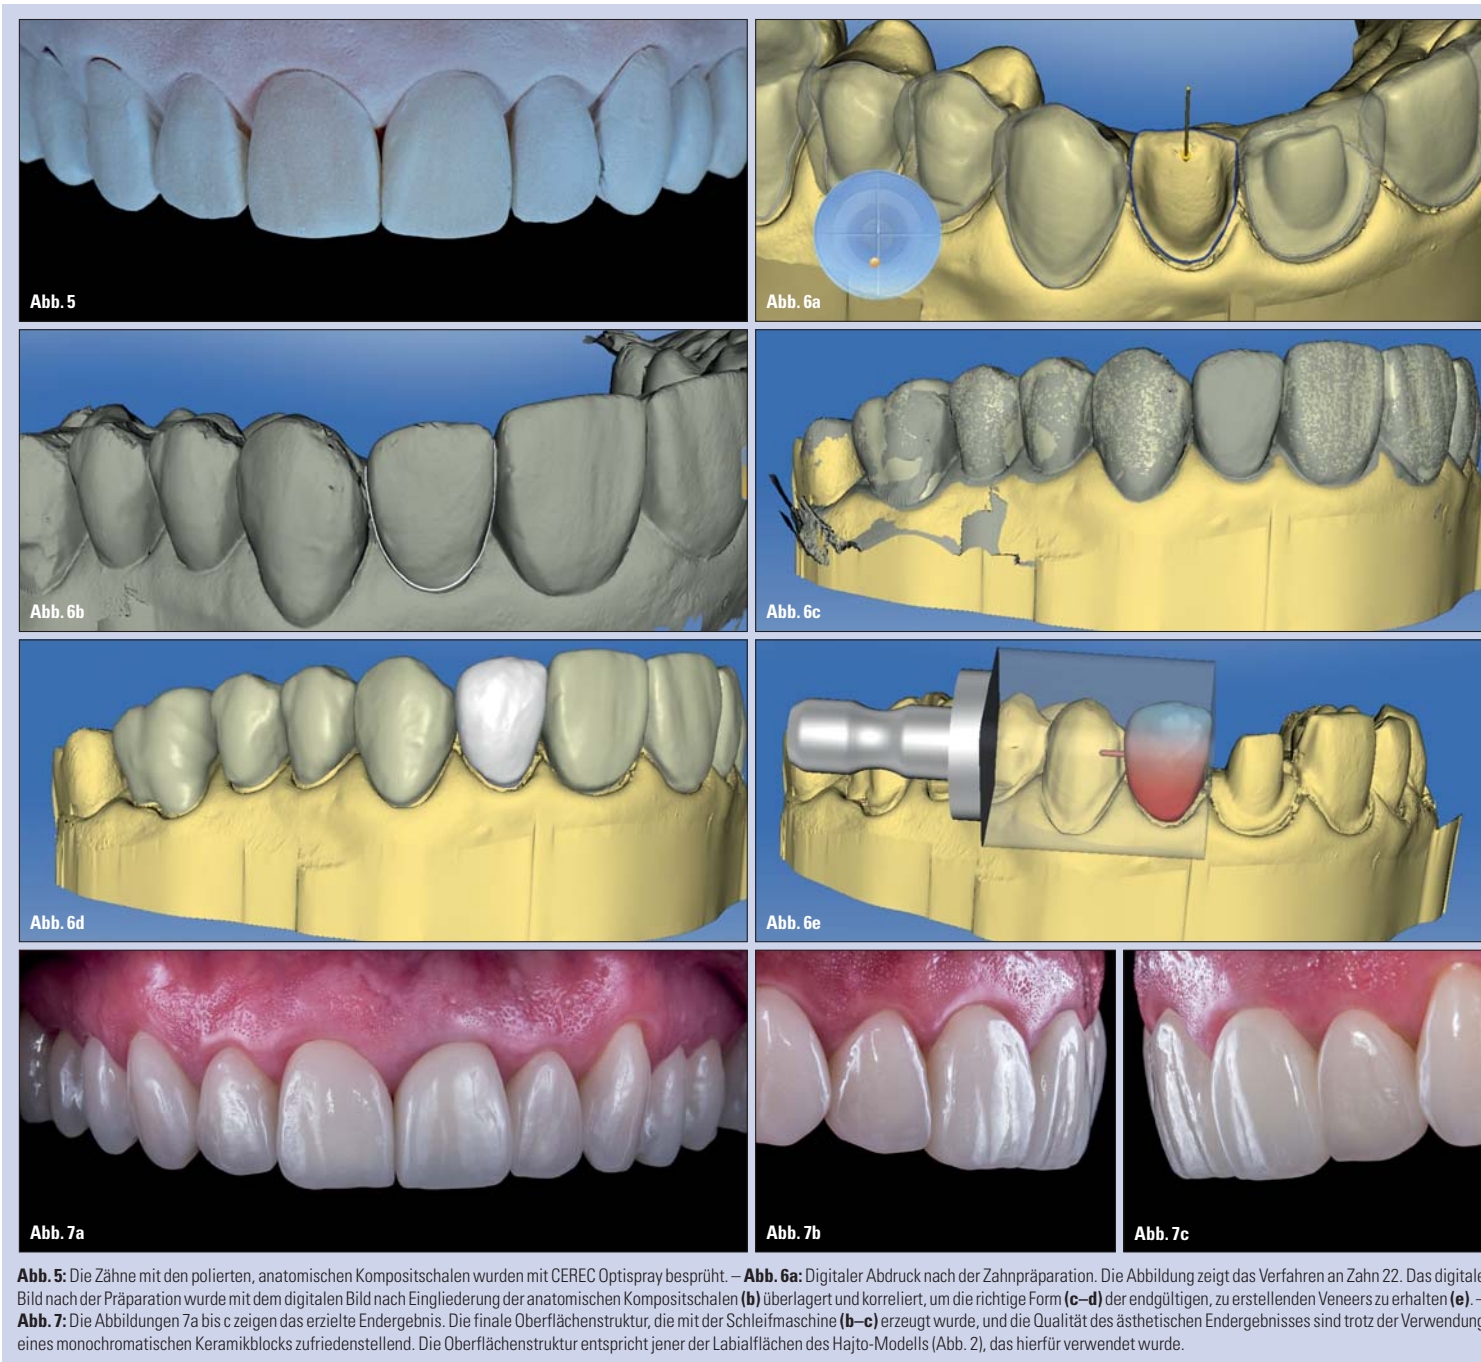 Abb. 5
Abb. 6a
Abb. 6b
Abb. 6c
Abb. 6d
Abb. 6e
Abb. 7a
Abb. 7b
Abb. 7c
Abb. 5: Die Zähne mit den polierten, anatomischen Kompositschalen wurden mit CEREC Optispray besprüht. – Abb. 6a: Digitaler Abdruck nach der Zahnpräparation. Die Abbildung zeigt das Verfahren an Zahn 22. Das digitale
Bild nach der Präparation wurde mit dem digitalen Bild nach Eingliederung der anatomischen Kompositschalen (b) überlagert und korreliert, um die richtige Form (c–d) der endgültigen, zu erstellenden Veneers zu erhalten (e). –
Abb. 7: Die Abbildungen 7a bis c zeigen das erzielte Endergebnis. Die finale Oberflächenstruktur, die mit der Schleifmaschine (b–c) erzeugt wurde, und die Qualität des ästhetischen Endergebnisses sind trotz der Verwendung
eines monochromatischen Keramikblocks zufriedenstellend. Die Oberflächenstruktur entspricht jener der Labialflächen des Hajto-Modells (Abb. 2), das hierfür verwendet wurde.